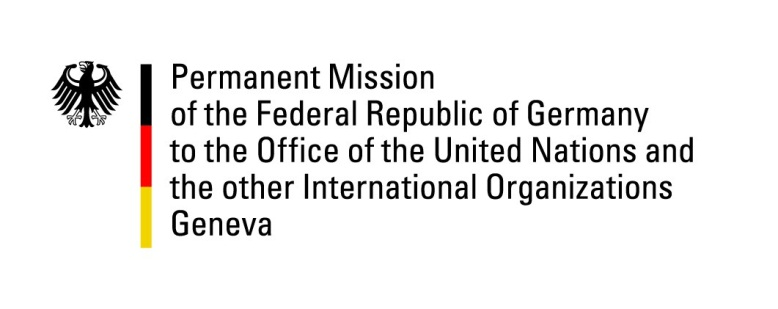 Permanent Mission
of the Federal Republic of Germany
to the Office of the United Nations and
the other International Organizations
Geneva